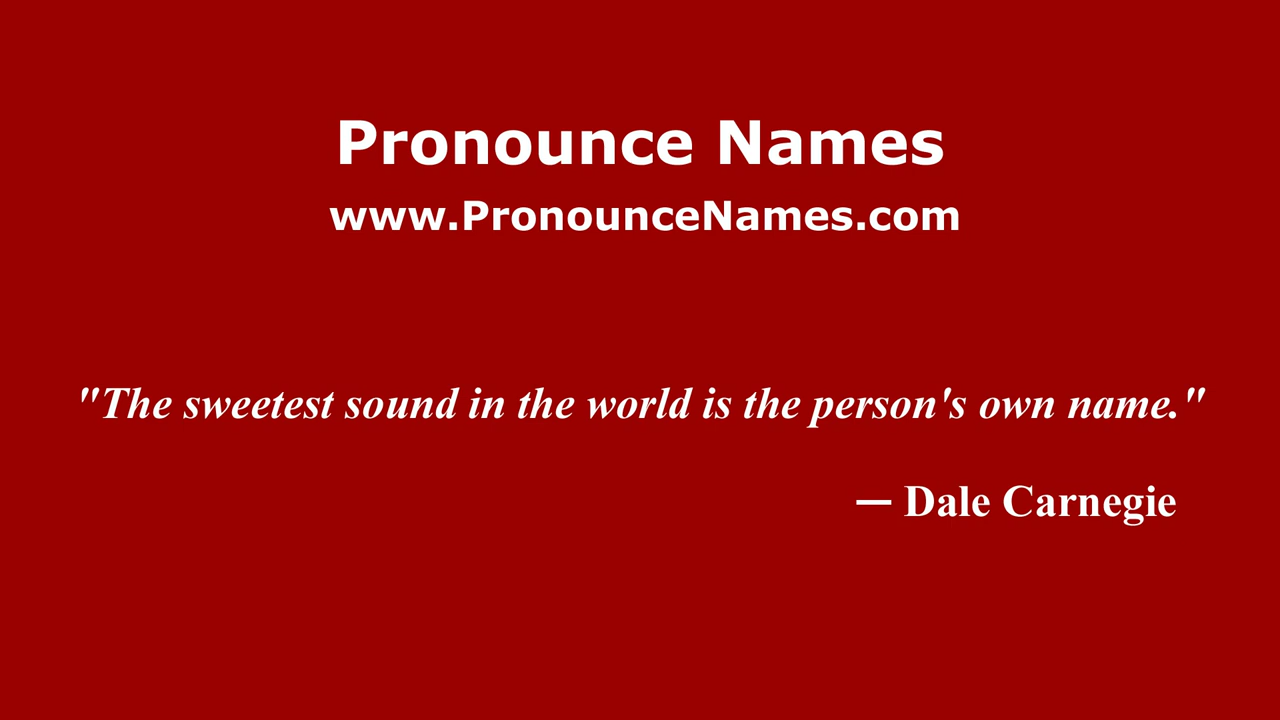 Pronounce Names
www.PronounceNames.com
"The sweetest sound in the world is the person's own name."
— Dale Carnegie